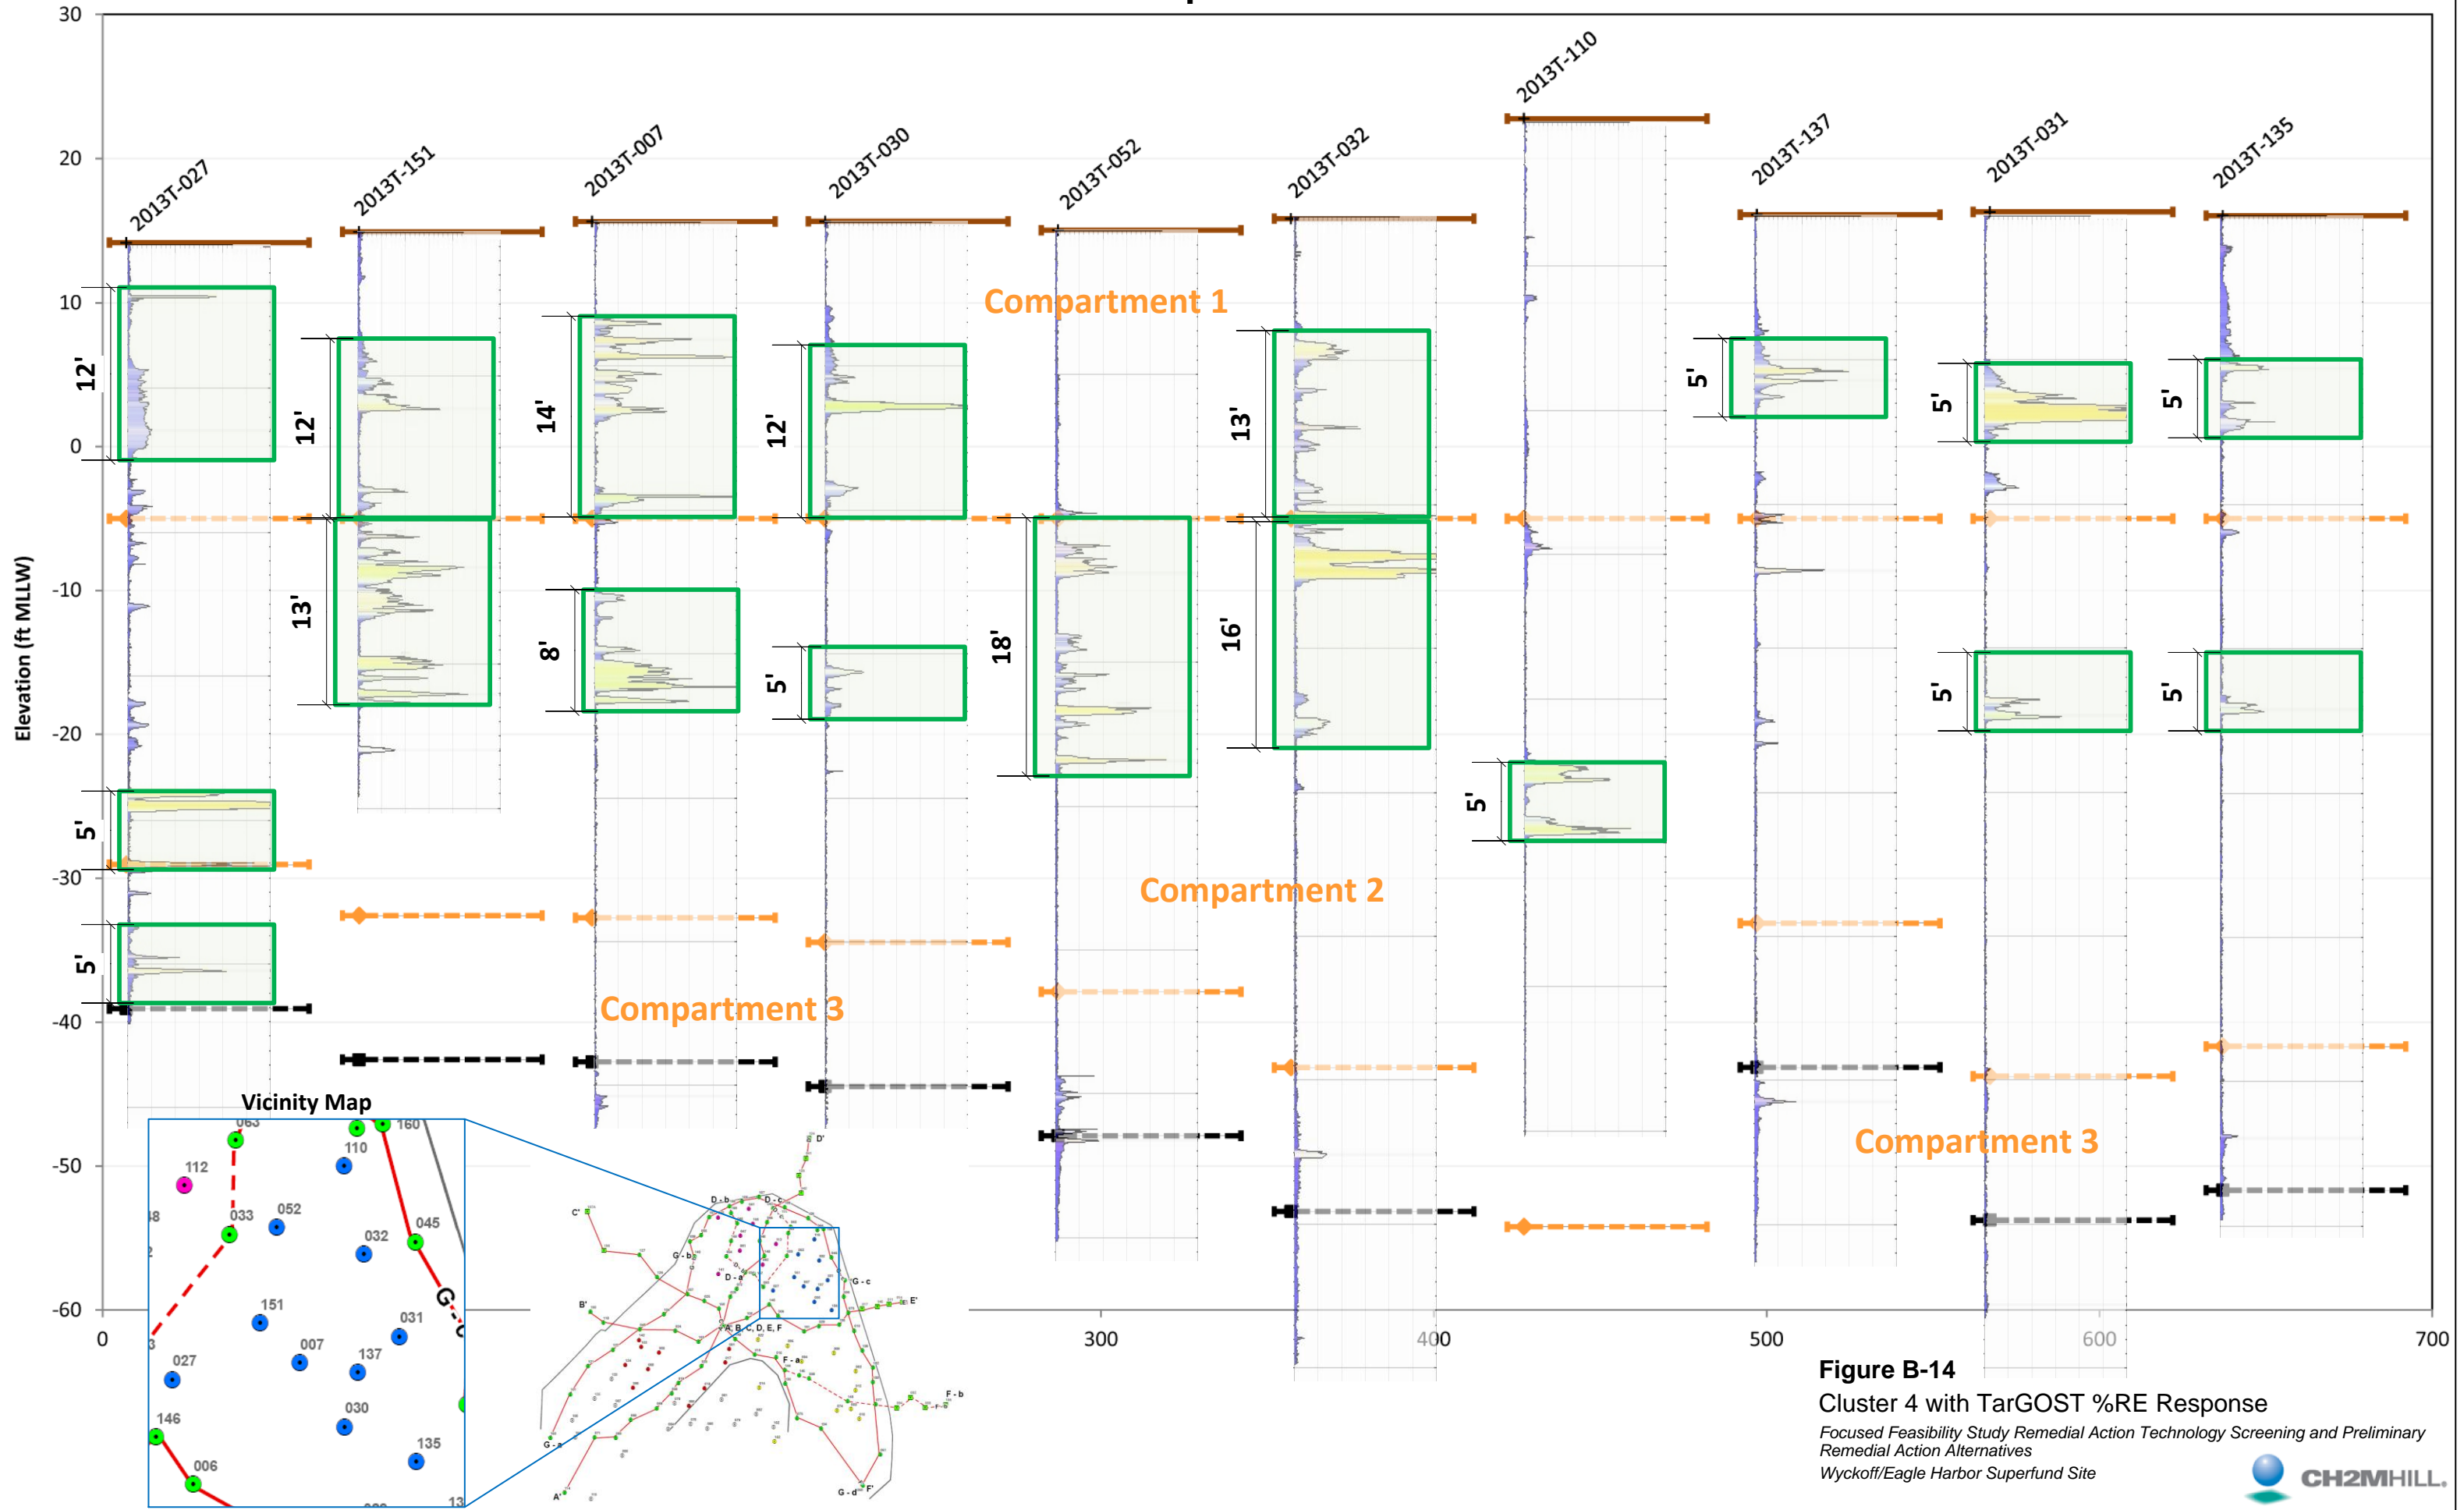 30
20
10
0
-10
-20
-30
-40
-50
-60
Elevation (ft MLLW)
0
300
400
500
600
700
2013T-027
2013T-151
2013T-007
2013T-030
2013T-052
2013T-032
2013T-110
2013T-137
2013T-031
2013T-135
Compartment 1
Compartment 2
Compartment 3
Compartment 3
12'
5'
5'
12'
13'
14'
8'
12'
5'
18'
13'
16'
5'
5'
5'
5'
5'
5'
Vicinity Map
063
160
110
112
052
033
045
032
151
031
007
137
027
030
146
135
006
D'
D - b
D - c
C'
G - b
D - a
G - c
B'
E'
A, B, C, D, E, F
F - a
F - b
G - a
A'
G - d
F'
Figure B-14
Cluster 4 with TarGOST %RE Response
Focused Feasibility Study Remedial Action Technology Screening and Preliminary
Remedial Action Alternatives
Wyckoff/Eagle Harbor Superfund Site
CH2MHILL®